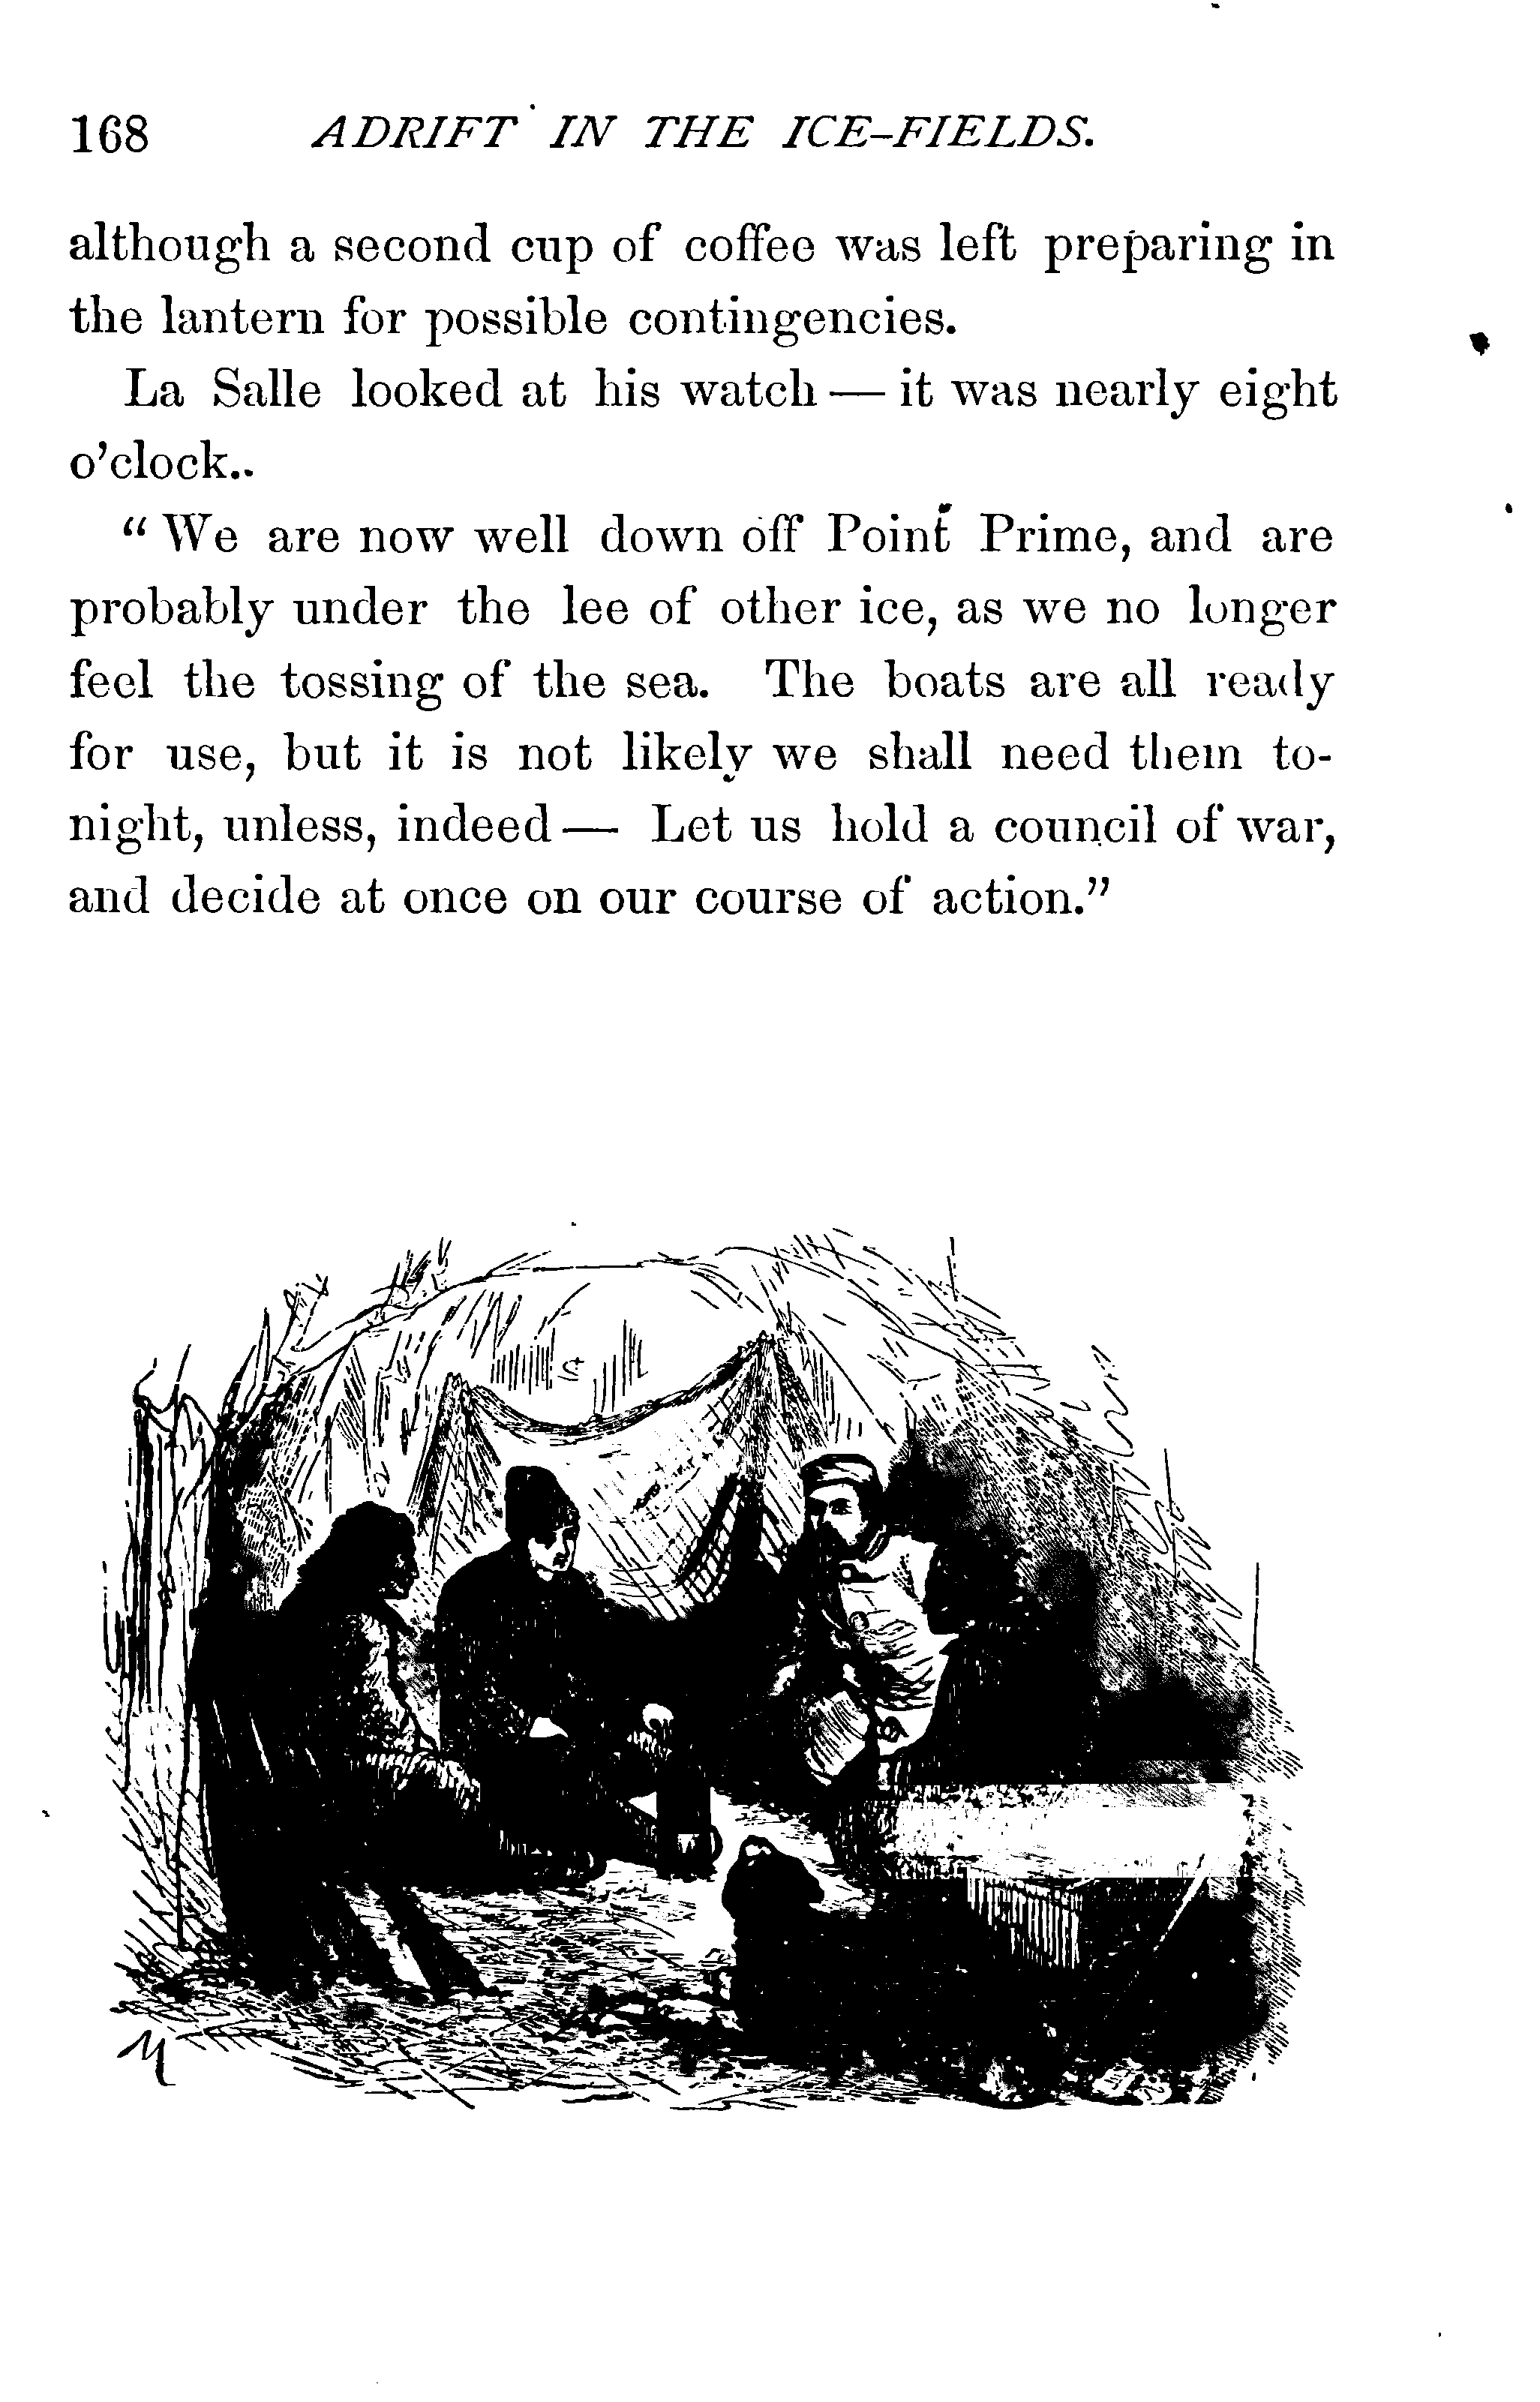 168 ADRIFT IN THE ICE-FIELDS.
although a second cup of coffee was left preparing in
the lantern for possible contingencies.
La Salle looked at his watch — it was nearly eight
o'clock..
“ We are now well down off Point Prime, and are
probably under the lee of other ice, as we no longer
feel the tossing of the sea. The boats are all ready
for use, but it is not likely we shall need them to-
night, unless, indeed — Let us hold a council of war,
and decide at once on our course of action.”
M